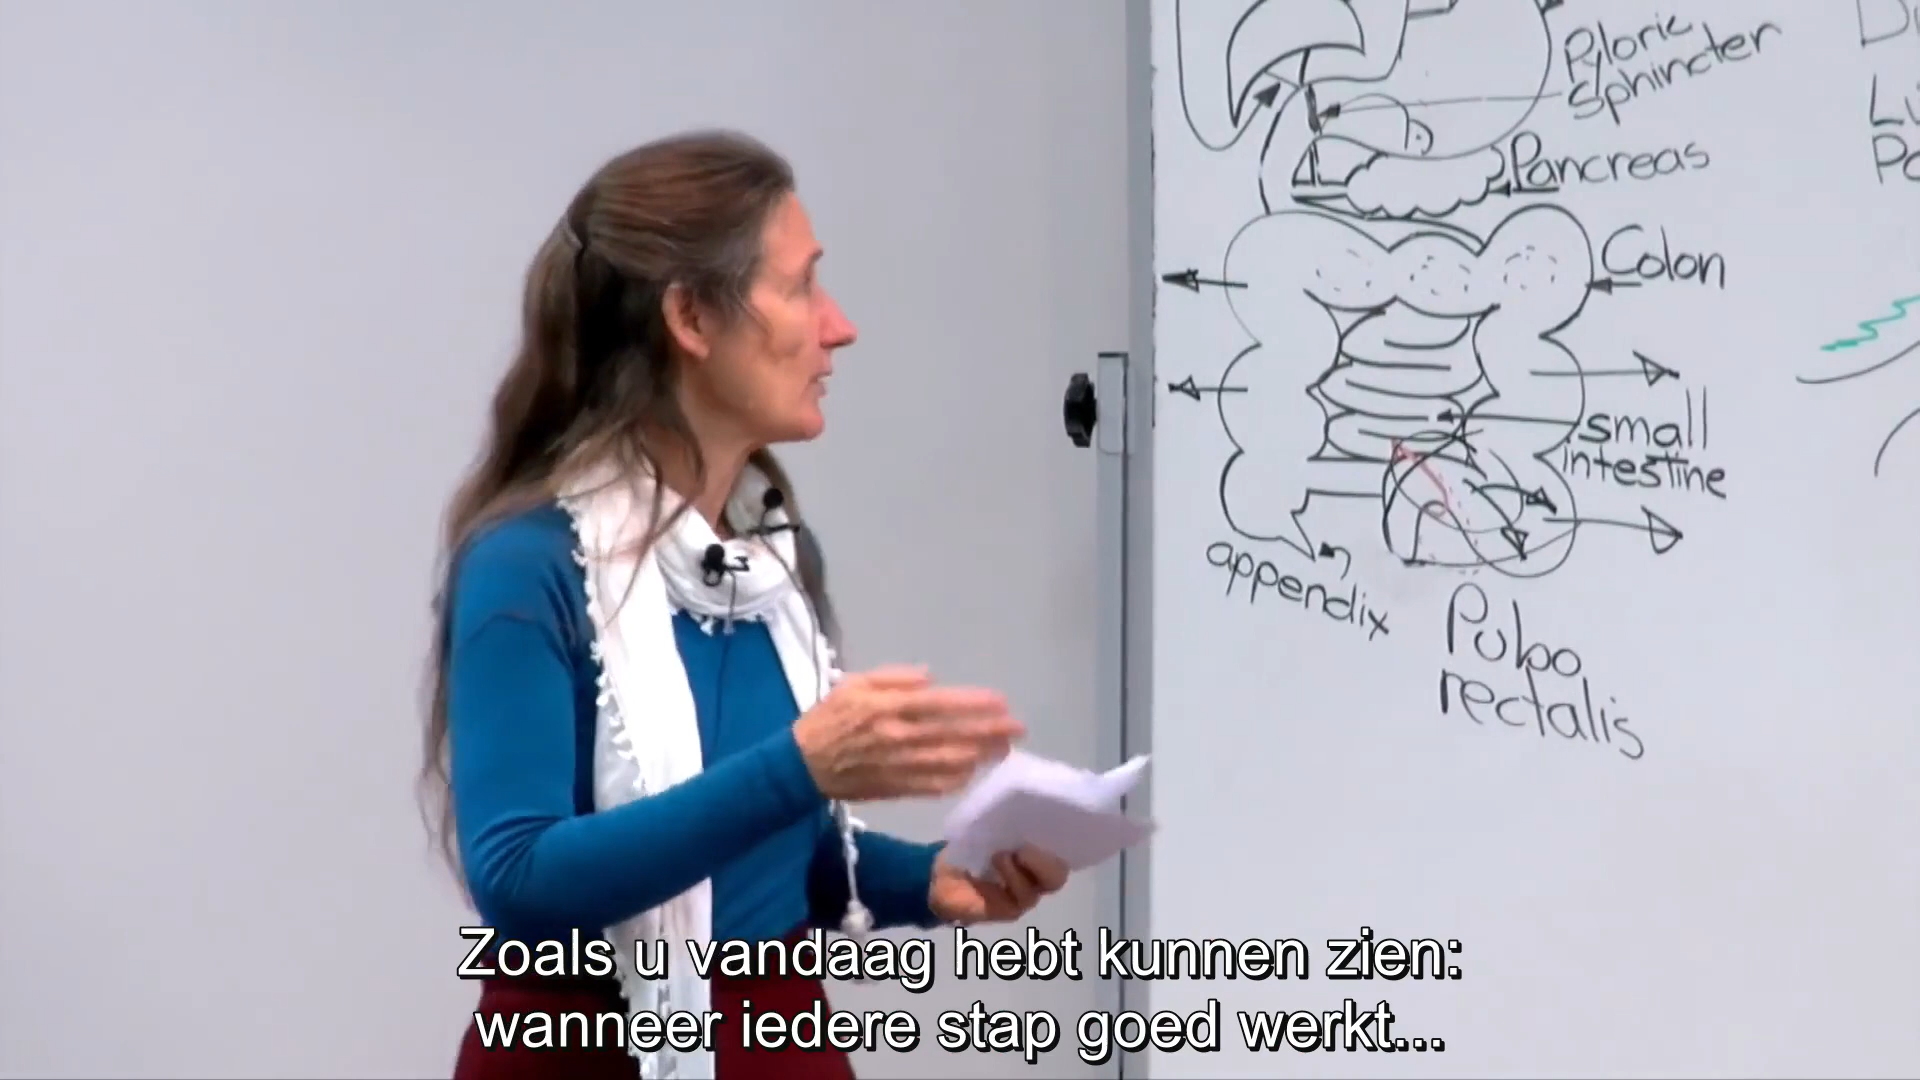 Pyloric
Sphincter
Pancreas
Colon
small
intestine
appendix
Pubo
rectalis
Zoals u vandaag hebt kunnen zien:
wanneer iedere stap goed werkt...